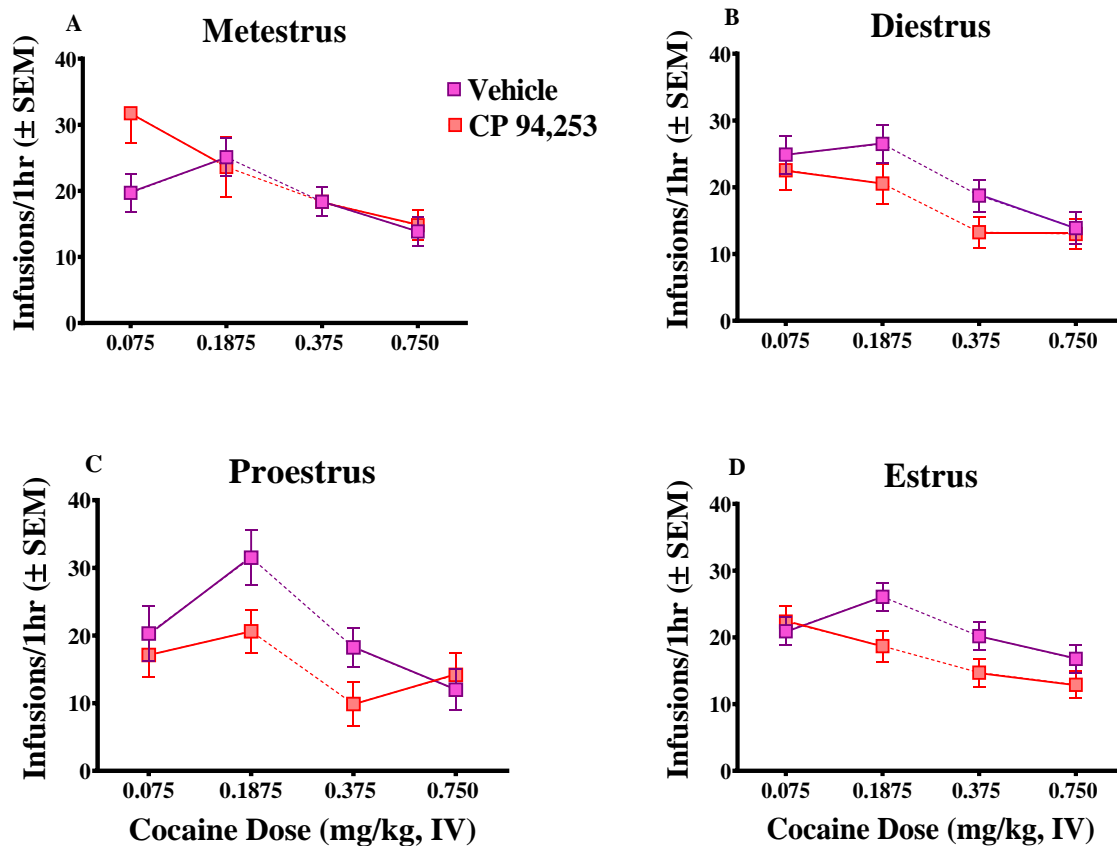 A
Metestrus
Infusions/1hr (± SEM)
40
30
20
10
0
0.075 0.1875 0.375 0.750
Vehicle
CP 94,253
B
Diestrus
Infusions/1hr (± SEM)
40
30
20
10
0
0.075 0.1875 0.375 0.750
C
Proestrus
Infusions/1hr (± SEM)
40
30
20
10
0
0.075 0.1875 0.375 0.750
Cocaine Dose (mg/kg, IV)
D
Estrus
Infusions/1hr (± SEM)
40
30
20
10
0
0.075 0.1875 0.375 0.750
Cocaine Dose (mg/kg, IV)